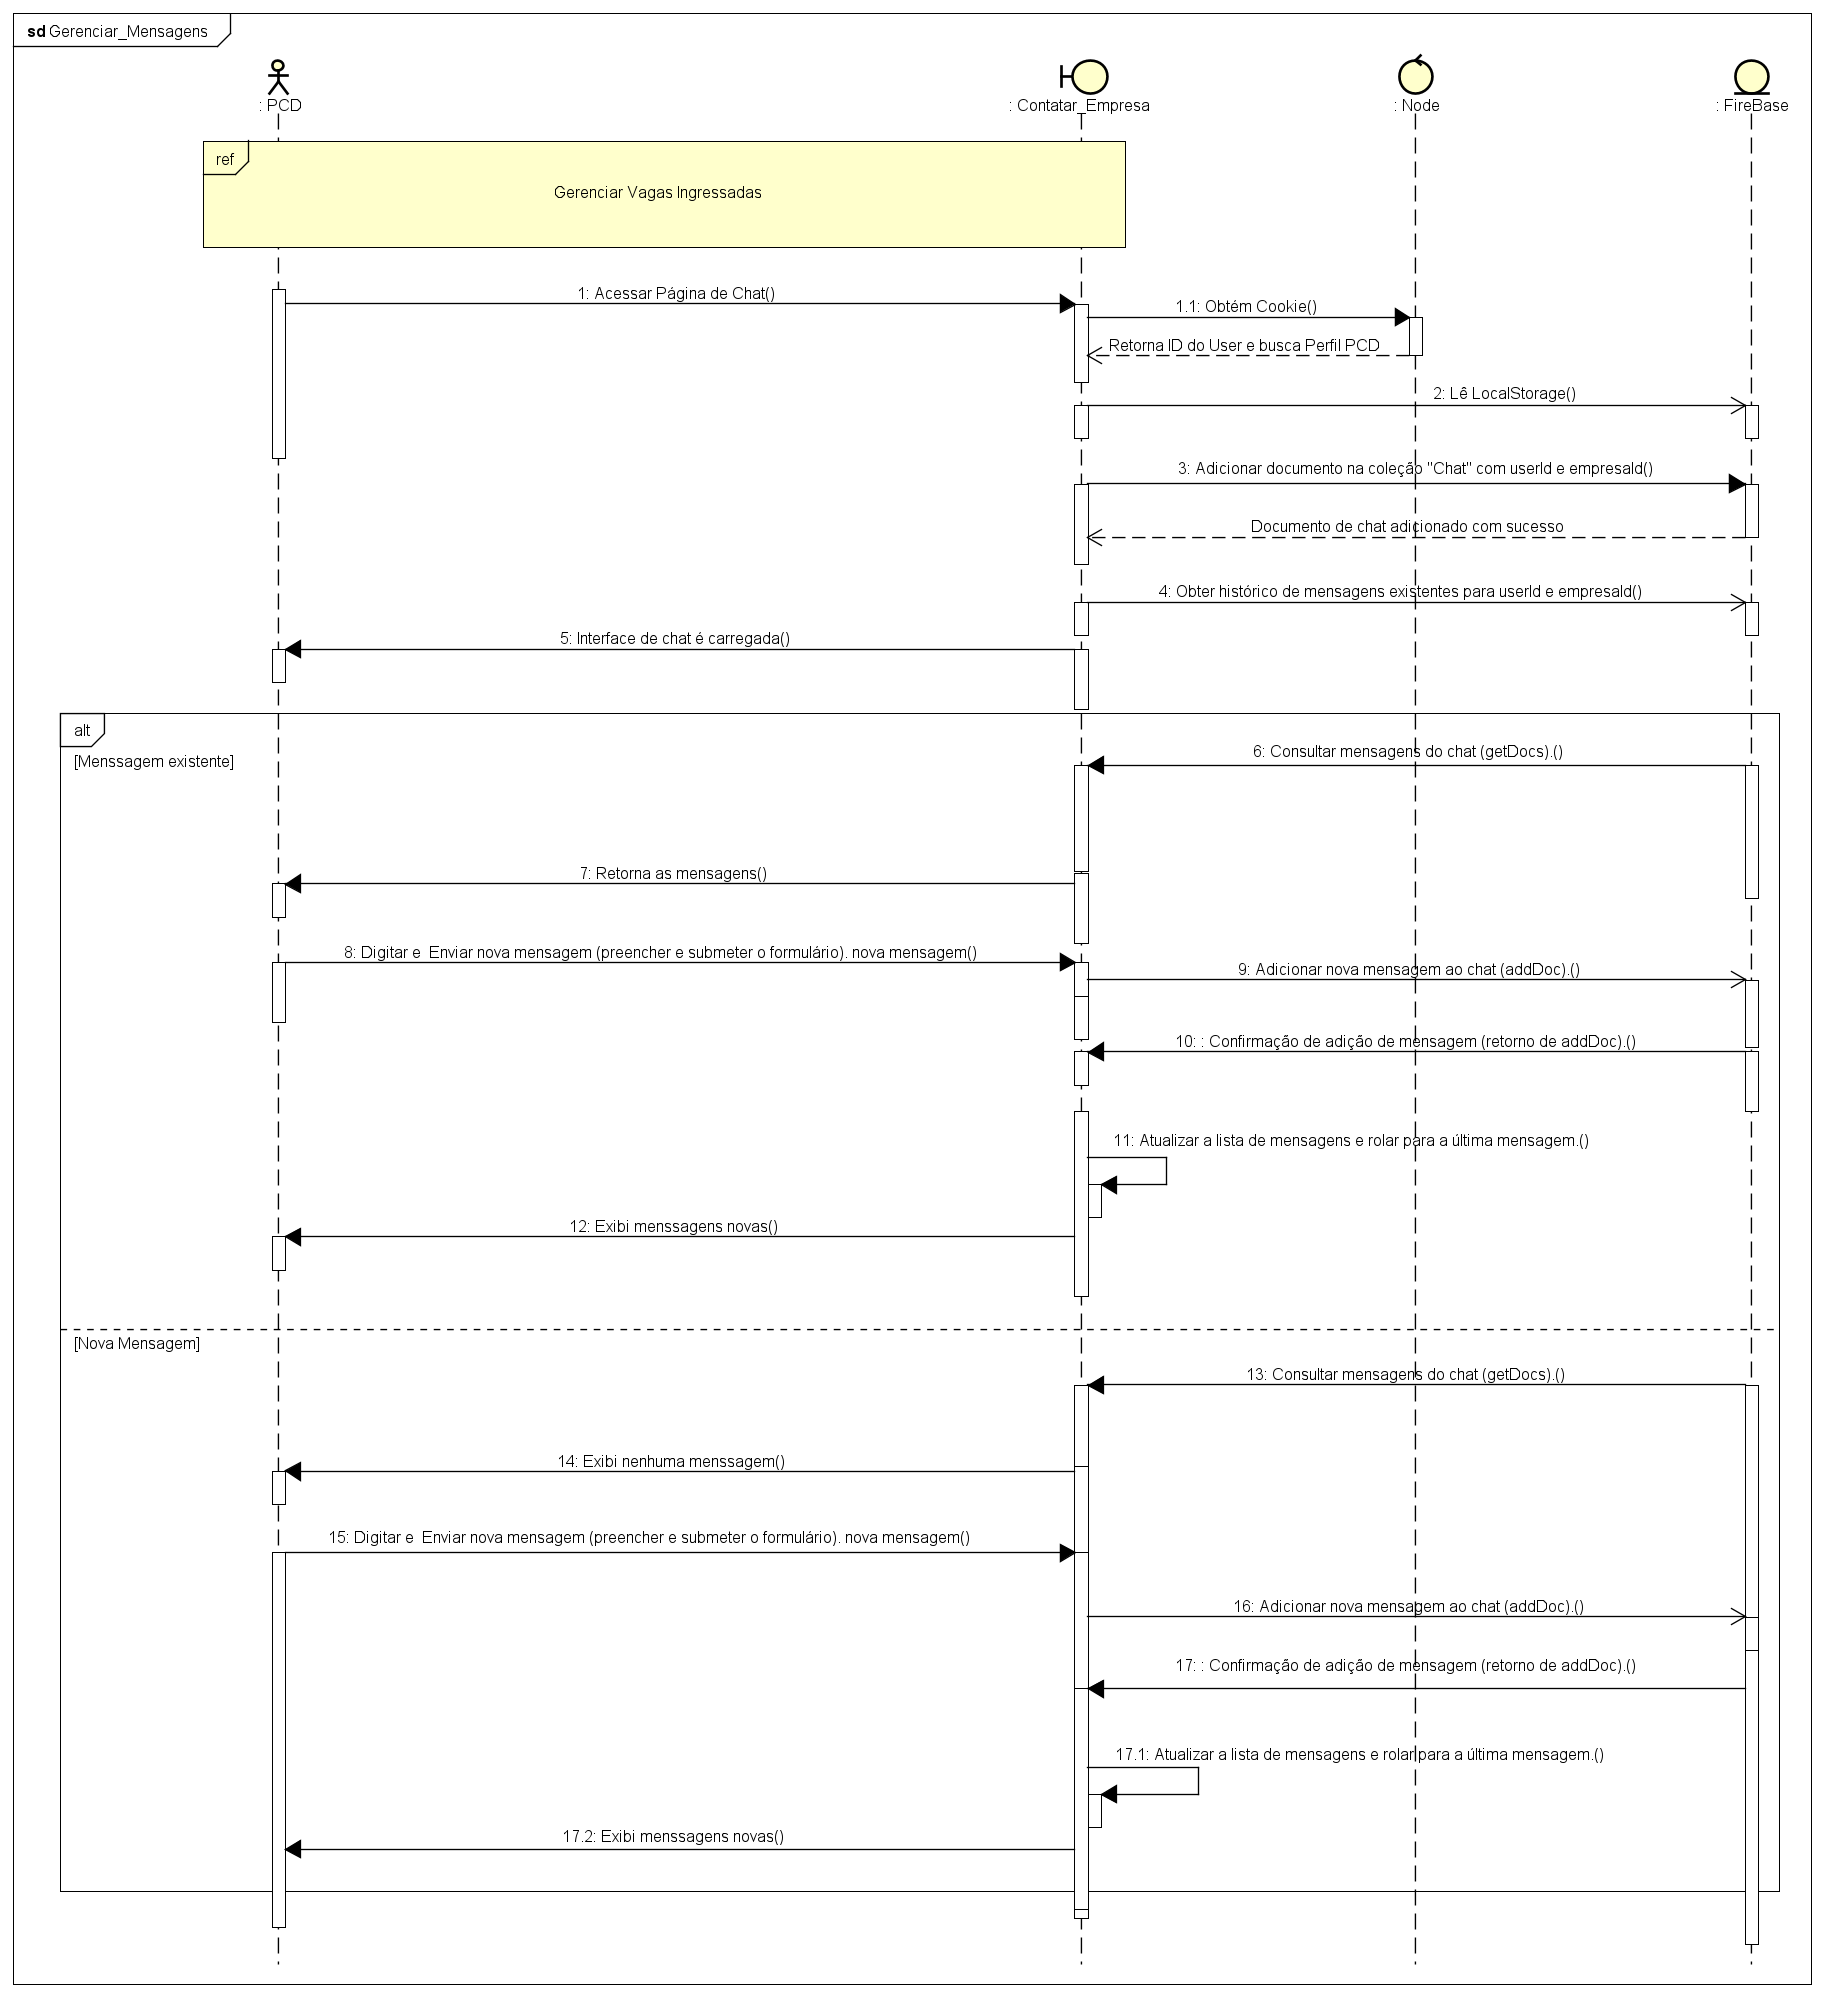 sd Gerenciar_Mensagens
: PCD
: Contatar_Empresa
: Node
: FireBase
ref
Gerenciar Vagas Ingressadas
1: Acessar Página de Chat()
1.1: Obtém Cookie()
Retorna ID do User e busca Perfil PCD
2: Lê LocalStorage()
3: Adicionar documento na coleção "Chat" com userId e empresaId()
Documento de chat adicionado com sucesso
4: Obter histórico de mensagens existentes para userId e empresaId()
5: Interface de chat é carregada()
alt
[Menssagem existente]
6: Consultar mensagens do chat (getDocs).()
7: Retorna as mensagens()
8: Digitar e  Enviar nova mensagem (preencher e submeter o formulário). nova mensagem()
9: Adicionar nova mensagem ao chat (addDoc).()
10: : Confirmação de adição de mensagem (retorno de addDoc).()
11: Atualizar a lista de mensagens e rolar para a última mensagem.()
12: Exibi menssagens novas()
[Nova Mensagem]
13: Consultar mensagens do chat (getDocs).()
14: Exibi nenhuma menssagem()
15: Digitar e  Enviar nova mensagem (preencher e submeter o formulário). nova mensagem()
16: Adicionar nova mensagem ao chat (addDoc).()
17: : Confirmação de adição de mensagem (retorno de addDoc).()
17.1: Atualizar a lista de mensagens e rolar para a última mensagem.()
17.2: Exibi menssagens novas()